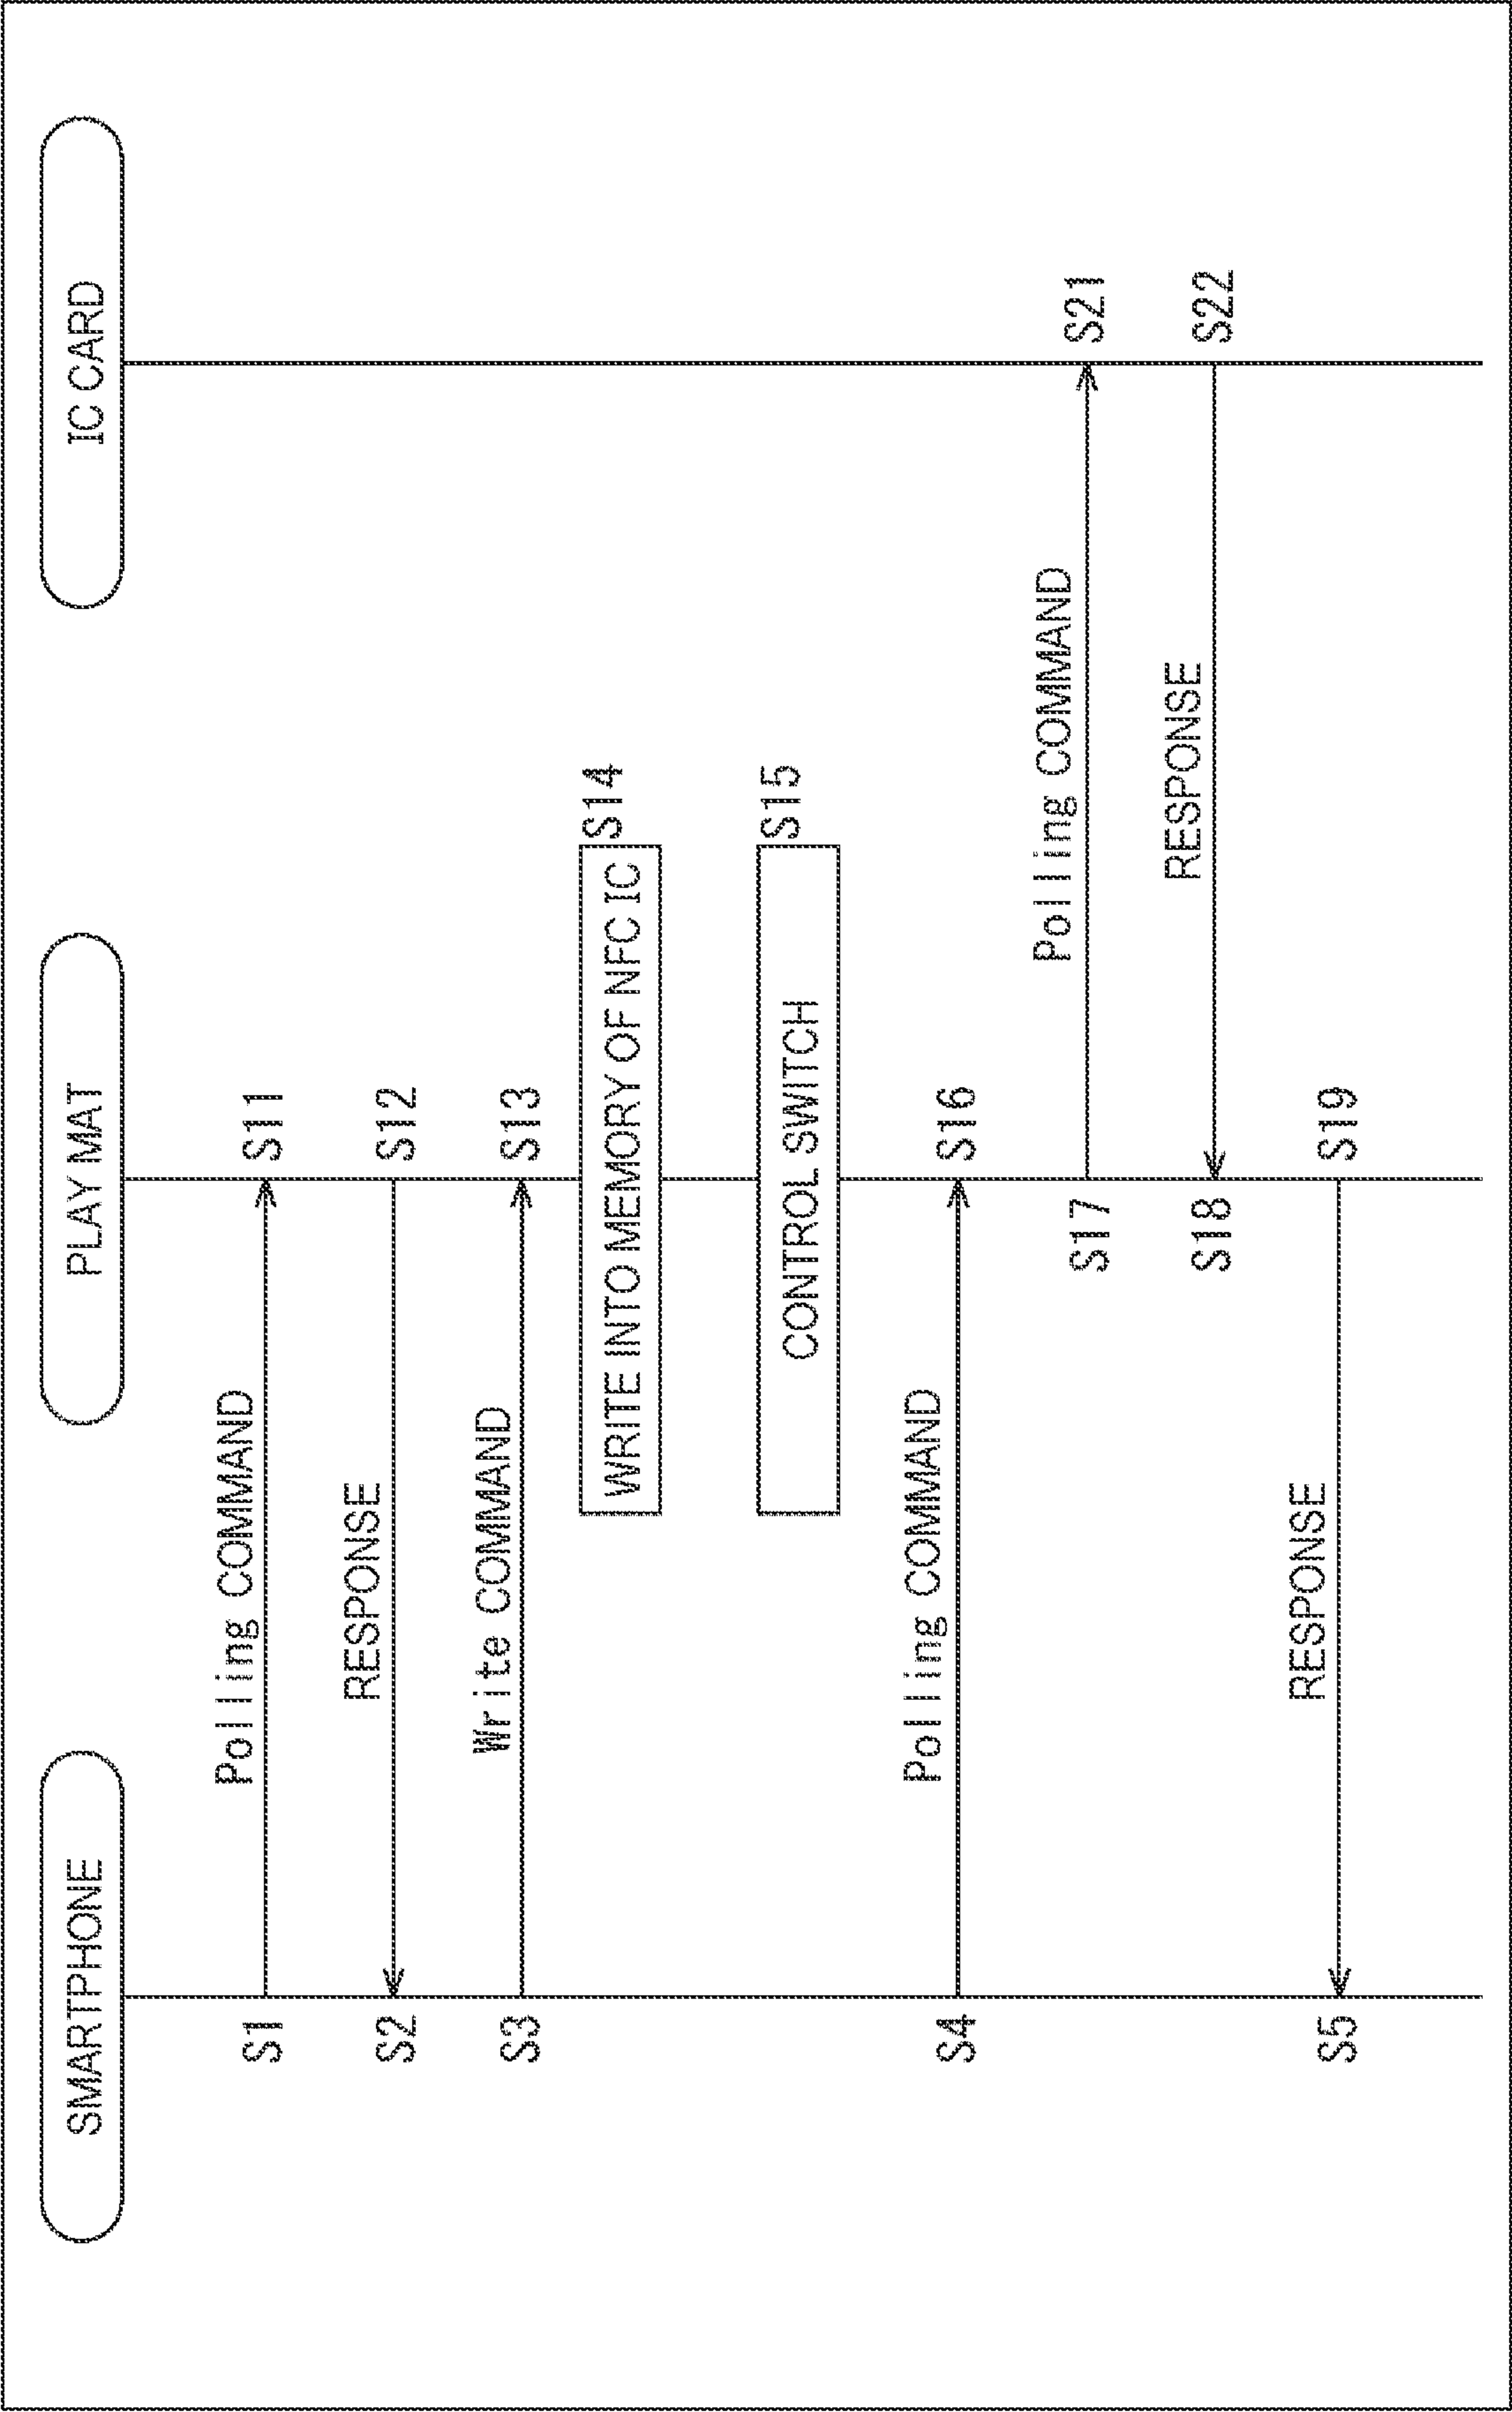 SMARTPHONE
PLAY MAT
IC CARD
S1
Polling COMMAND
S11
S2
RESPONSE
S12
S3
Write COMMAND
S13
WRITE INTO MEMORY OF NFC IC
S14
CONTROL SWITCH
S15
S4
Polling COMMAND
S16
S17
Polling COMMAND
S21
S18
RESPONSE
S22
S5
RESPONSE
S19